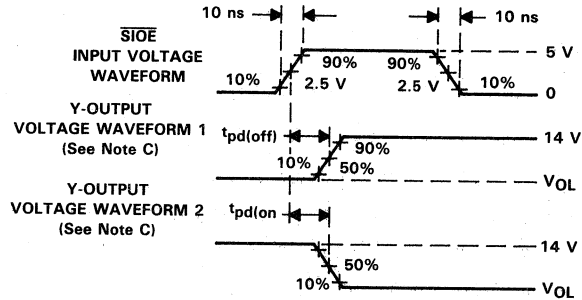 10 ns
10 ns
SIOE
INPUT VOLTAGE
WAVEFORM
10%
90%
2.5 V
90%
2.5 V
10%
5 V
0
Y-OUTPUT
VOLTAGE WAVEFORM 1
(See Note C)
tpd(off)
10%
90%
50%
14 V
VOL
Y-OUTPUT
VOLTAGE WAVEFORM 2
(See Note C)
tpd(on
50%
10%
14 V
VOL